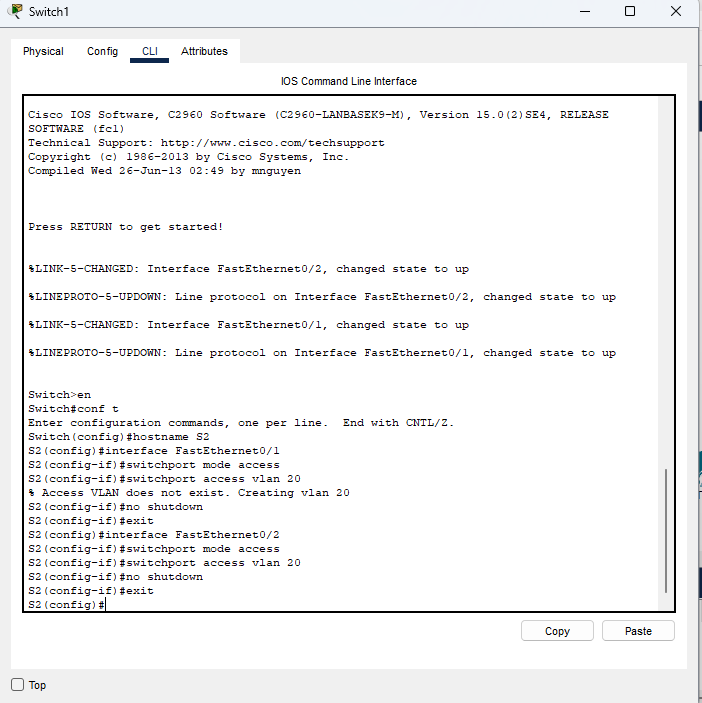 Switch1
Physical Config CLI Attributes
IOS Command Line Interface
Cisco IOS Software, C2960 Software (C2960-LANBASEK9-M), Version 15.0(2)SE4, RELEASE
SOFTWARE (fc1)
Technical Support: http://www.cisco.com/techsupport
Copyright (c) 1986-2013 by Cisco Systems, Inc.
Compiled Wed 26-Jun-13 02:49 by mnguyen
Press RETURN to get started!
%LINK-5-CHANGED: Interface FastEthernet0/2, changed state to up
%LINEPROTO-5-UPDOWN: Line protocol on Interface FastEthernet0/2, changed state to up
%LINK-5-CHANGED: Interface FastEthernet0/1, changed state to up
%LINEPROTO-5-UPDOWN: Line protocol on Interface FastEthernet0/1, changed state to up
Switch>en
Switch#conf t
Enter configuration commands, one per line.  End with CNTL/Z.
Switch(config)#hostname S2
S2(config)#interface FastEthernet0/1
S2(config-if)#switchport mode access
S2(config-if)#switchport access vlan 20
% Access VLAN does not exist. Creating vlan 20
S2(config-if)#no shutdown
S2(config-if)#exit
S2(config)#interface FastEthernet0/2
S2(config-if)#switchport mode access
S2(config-if)#switchport access vlan 20
S2(config-if)#no shutdown
S2(config-if)#exit
S2(config)#
Copy Paste
Top